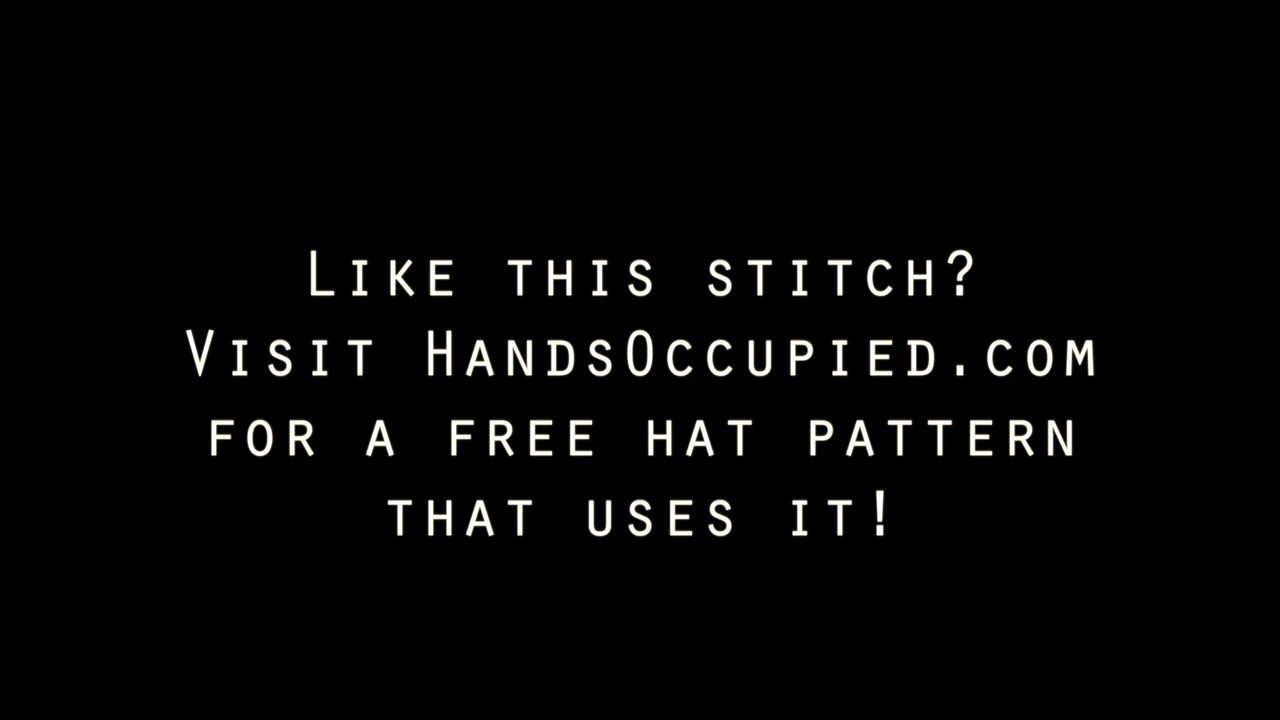 Like this stitch?
Visit HandsOccupied.com
for a free hat pattern
that uses it!